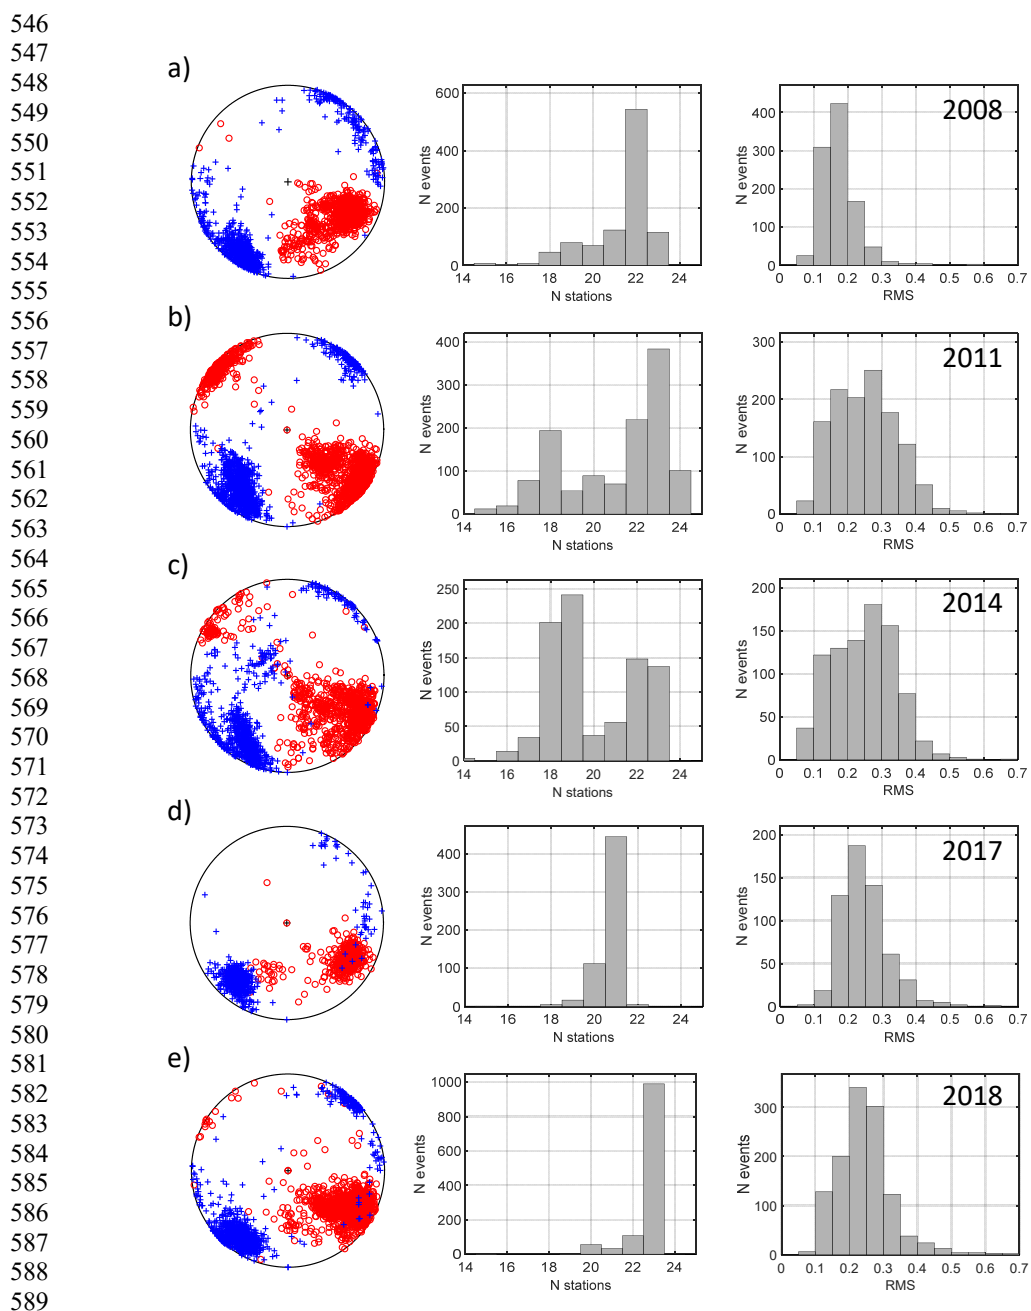 546
547
548
549
550
551
552
553
554
555
556
557
558
559
560
561
562
563
564
565
566
567
568
569
570
571
572
573
574
575
576
577
578
579
580
581
582
583
584
585
586
587
588
589
a)
600
400
200
0
14 16 18 20 22 24
N events
N stations
400
300
200
100
0
0 0.1 0.2 0.3 0.4 0.5 0.6 0.7
N events
RMS
2008
b)
400
300
200
100
0
14 16 18 20 22 24
N events
N stations
300
200
100
0
0 0.1 0.2 0.3 0.4 0.5 0.6 0.7
N events
RMS
2011
c)
250
200
150
100
50
0
14 16 18 20 22 24
N events
N stations
200
150
100
50
0
0 0.1 0.2 0.3 0.4 0.5 0.6 0.7
N events
RMS
2014
d)
400
300
200
100
0
14 16 18 20 22 24
N events
N stations
200
150
100
50
0
0 0.1 0.2 0.3 0.4 0.5 0.6 0.7
N events
RMS
2017
e)
1000
800
600
400
200
0
14 16 18 20 22 24
N events
N stations
300
200
100
0
0 0.1 0.2 0.3 0.4 0.5 0.6 0.7
N events
RMS
2018